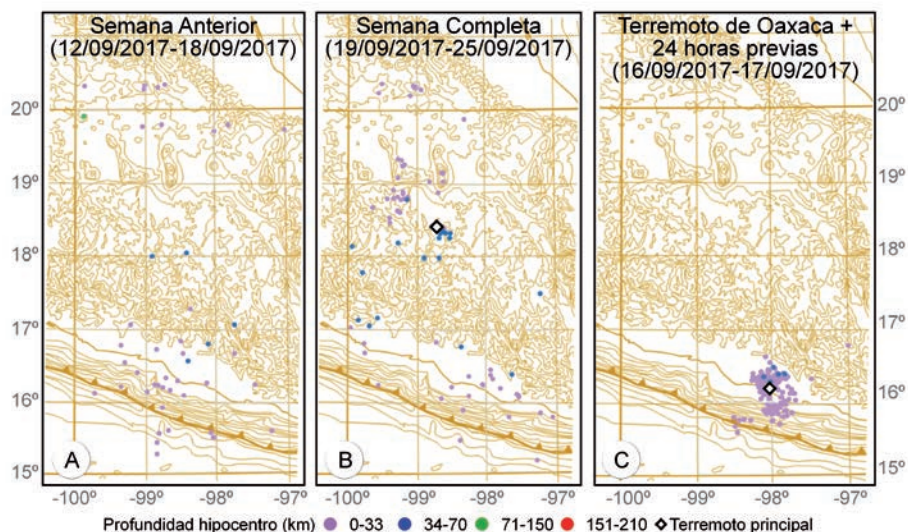 Semana Anterior
(12/09/2017-18/09/2017)
Semana Completa
(19/09/2017-25/09/2017)
Terremoto de Oaxaca +
24 horas previas
(16/09/2017-17/09/2017)
20º
19º
18º
17º
16º
15º
20º
19º
18º
17º
16º
15º
A
B
C
-100º -99º -98º -97º
-100º -99º -98º -97º
-100º -99º -98º -97º
Profundidad hipocentro (km) 0-33 34-70 71-150 151-210 Terremoto principal